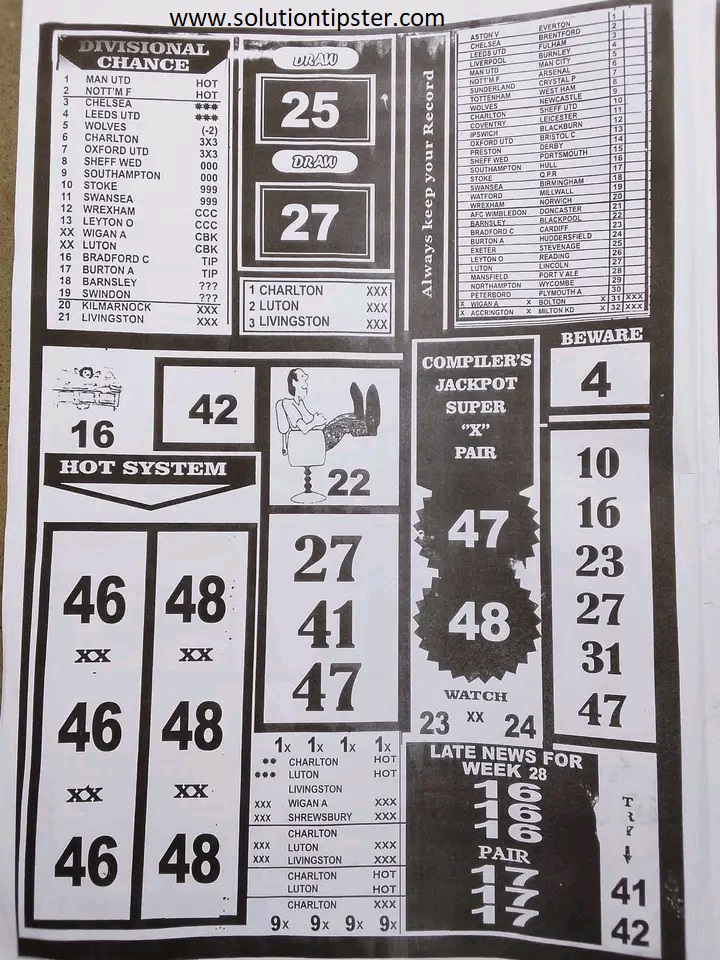 www.solutiontipster.com
DIVISIONAL
CHANCE
1 MAN UTD HOT
2 NOTT'M F HOT
3 CHELSEA ***
4 LEEDS UTD ***
5 WOLVES (-2)
6 CHARLTON 3X3
7 OXFORD UTD 3X3
8 SHEFF WED 000
9 SOUTHAMPTON 000
10 STOKE 999
11 SWANSEA 999
12 WREXHAM CCC
13 LEYTON O CCC
XX WIGAN A CBK
XX LUTON CBK
16 BRADFORD C TIP
17 BURTON A TIP
18 BARNSLEY ???
19 SWINDON ???
20 KILMARNOCK XXX
21 LIVINGSTON XXX
DRAW
25
DRAW
27
1 CHARLTON XXX
2 LUTON XXX
3 LIVINGSTON XXX
Always keep your Record
ASTON V EVERTON 1
CHELSEA BRENTFORD 2
LEEDS UTD FULHAM 3
LIVERPOOL BURNLEY 4
MAN UTD MAN CITY 5
NOTT'M F ARSENAL 6
SUNDERLAND CRYSTAL P 7
TOTTENHAM WEST HAM 8
WOLVES NEWCASTLE 9
CHARLTON SHEFF UTD 10
COVENTRY LEICESTER 11
IPSWICH BLACKBURN 12
OXFORD UTD BRISTOL C 13
PRESTON DERBY 14
SHEFF WED PORTSMOUTH 15
SOUTHAMPTON HULL 16
STOKE Q.P.R 17
SWANSEA BIRMINGHAM 18
WATFORD MILLWALL 19
WREXHAM NORWICH 20
AFC WIMBLEDON DONCASTER 21
BARNSLEY BLACKPOOL 22
BRADFORD C CARDIFF 23
BURTON A HUDDERSFIELD 24
EXETER STEVENAGE 25
LEYTON O READING 26
LUTON LINCOLN 27
MANSFIELD PORT VALE 28
NORTHAMPTON WYCOMBE 29
PETERBORO PLYMOUTH A 30
X WIGAN A X BOLTON X 31 XXX
X ACCRINGTON X MILTON KD X 32 XXX
16
42
22
COMPILER'S
JACKPOT
SUPER
"X"
PAIR
47
48
WATCH
23 XX 24
BEWARE
4
10
16
23
27
31
47
HOT SYSTEM
46 48
XX XX
46 48
XX XX
46 48
27
41
47
1X 1X 1X 1X
** CHARLTON HOT
*** LUTON HOT
LIVINGSTON
XXX WIGAN A XXX
XXX SHREWSBURY XXX
CHARLTON
XXX LUTON XXX
XXX LIVINGSTON XXX
CHARLTON HOT
LUTON HOT
CHARLTON XXX
9X 9X 9X 9X
LATE NEWS FOR
WEEK 28
16
16
16
PAIR
17
17
17
41
42